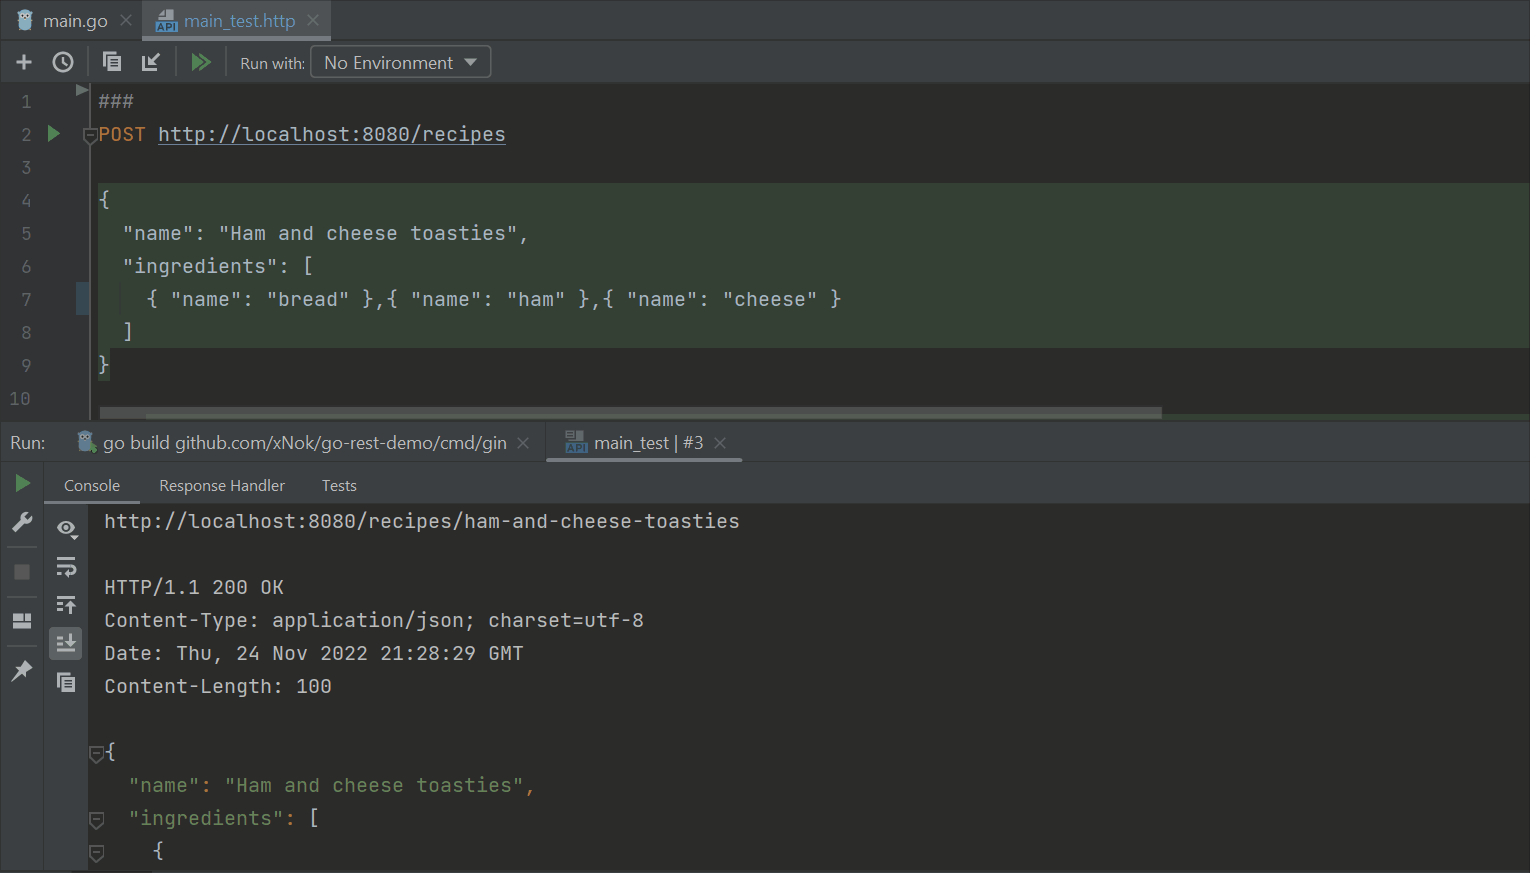 main.go
main_test.http
Run with: No Environment
1 ###
2 POST http://localhost:8080/recipes
3
4 {
5 "name": "Ham and cheese toasties",
6 "ingredients": [
7 { "name": "bread" },{ "name": "ham" },{ "name": "cheese" }
8 ]
9 }
10
Run: go build github.com/xNok/go-rest-demo/cmd/gin API main_test | #3
Console Response Handler Tests
http://localhost:8080/recipes/ham-and-cheese-toasties
HTTP/1.1 200 OK
Content-Type: application/json; charset=utf-8
Date: Thu, 24 Nov 2022 21:28:29 GMT
Content-Length: 100
{
"name": "Ham and cheese toasties",
"ingredients": [
{